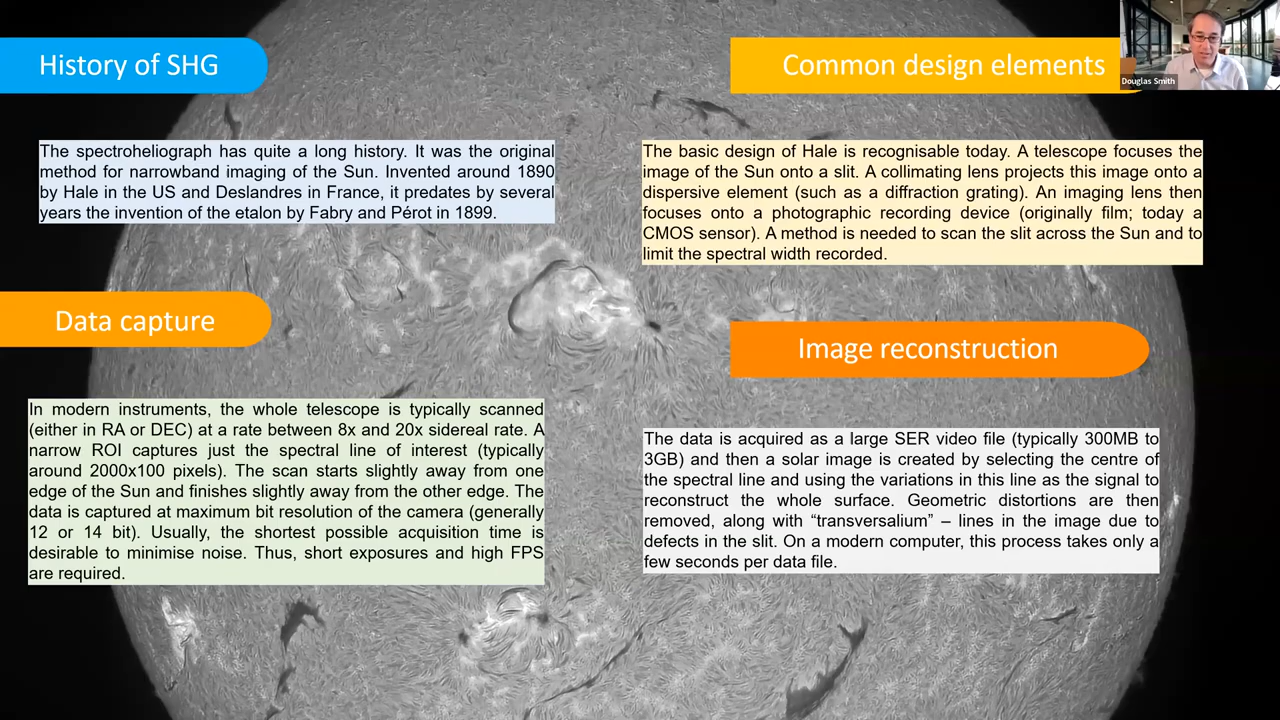 History of SHG
The spectroheliograph has quite a long history. It was the original
method for narrowband imaging of the Sun. Invented around 1890
by Hale in the US and Deslandres in France, it predates by several
years the invention of the etalon by Fabry and Pérot in 1899.
Common design elements
Douglas Smith
The basic design of Hale is recognisable today. A telescope focuses the
image of the Sun onto a slit. A collimating lens projects this image onto a
dispersive element (such as a diffraction grating). An imaging lens then
focuses onto a photographic recording device (originally film; today a
CMOS sensor). A method is needed to scan the slit across the Sun and to
limit the spectral width recorded.
Data capture
In modern instruments, the whole telescope is typically scanned
(either in RA or DEC) at a rate between 8x and 20x sidereal rate. A
narrow ROI captures just the spectral line of interest (typically
around 2000x100 pixels). The scan starts slightly away from one
edge of the Sun and finishes slightly away from the other edge. The
data is captured at maximum bit resolution of the camera (generally
12 or 14 bit). Usually, the shortest possible acquisition time is
desirable to minimise noise. Thus, short exposures and high FPS
are required.
Image reconstruction
The data is acquired as a large SER video file (typically 300MB to
3GB) and then a solar image is created by selecting the centre of
the spectral line and using the variations in this line as the signal to
reconstruct the whole surface. Geometric distortions are then
removed, along with “transversalium” – lines in the image due to
defects in the slit. On a modern computer, this process takes only a
few seconds per data file.